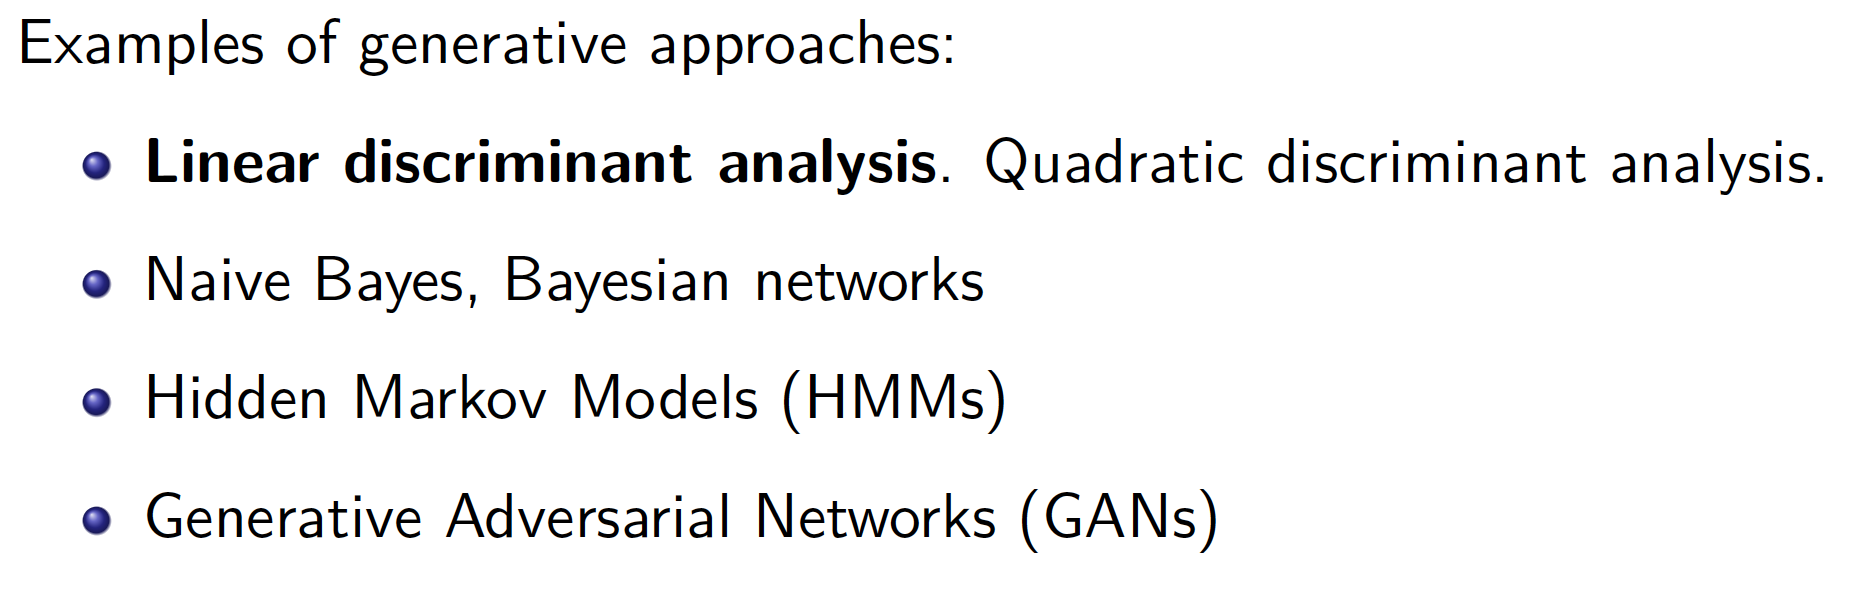 Examples of generative approaches:
Linear discriminant analysis. Quadratic discriminant analysis.
Naive Bayes, Bayesian networks
Hidden Markov Models (HMMs)
Generative Adversarial Networks (GANs)